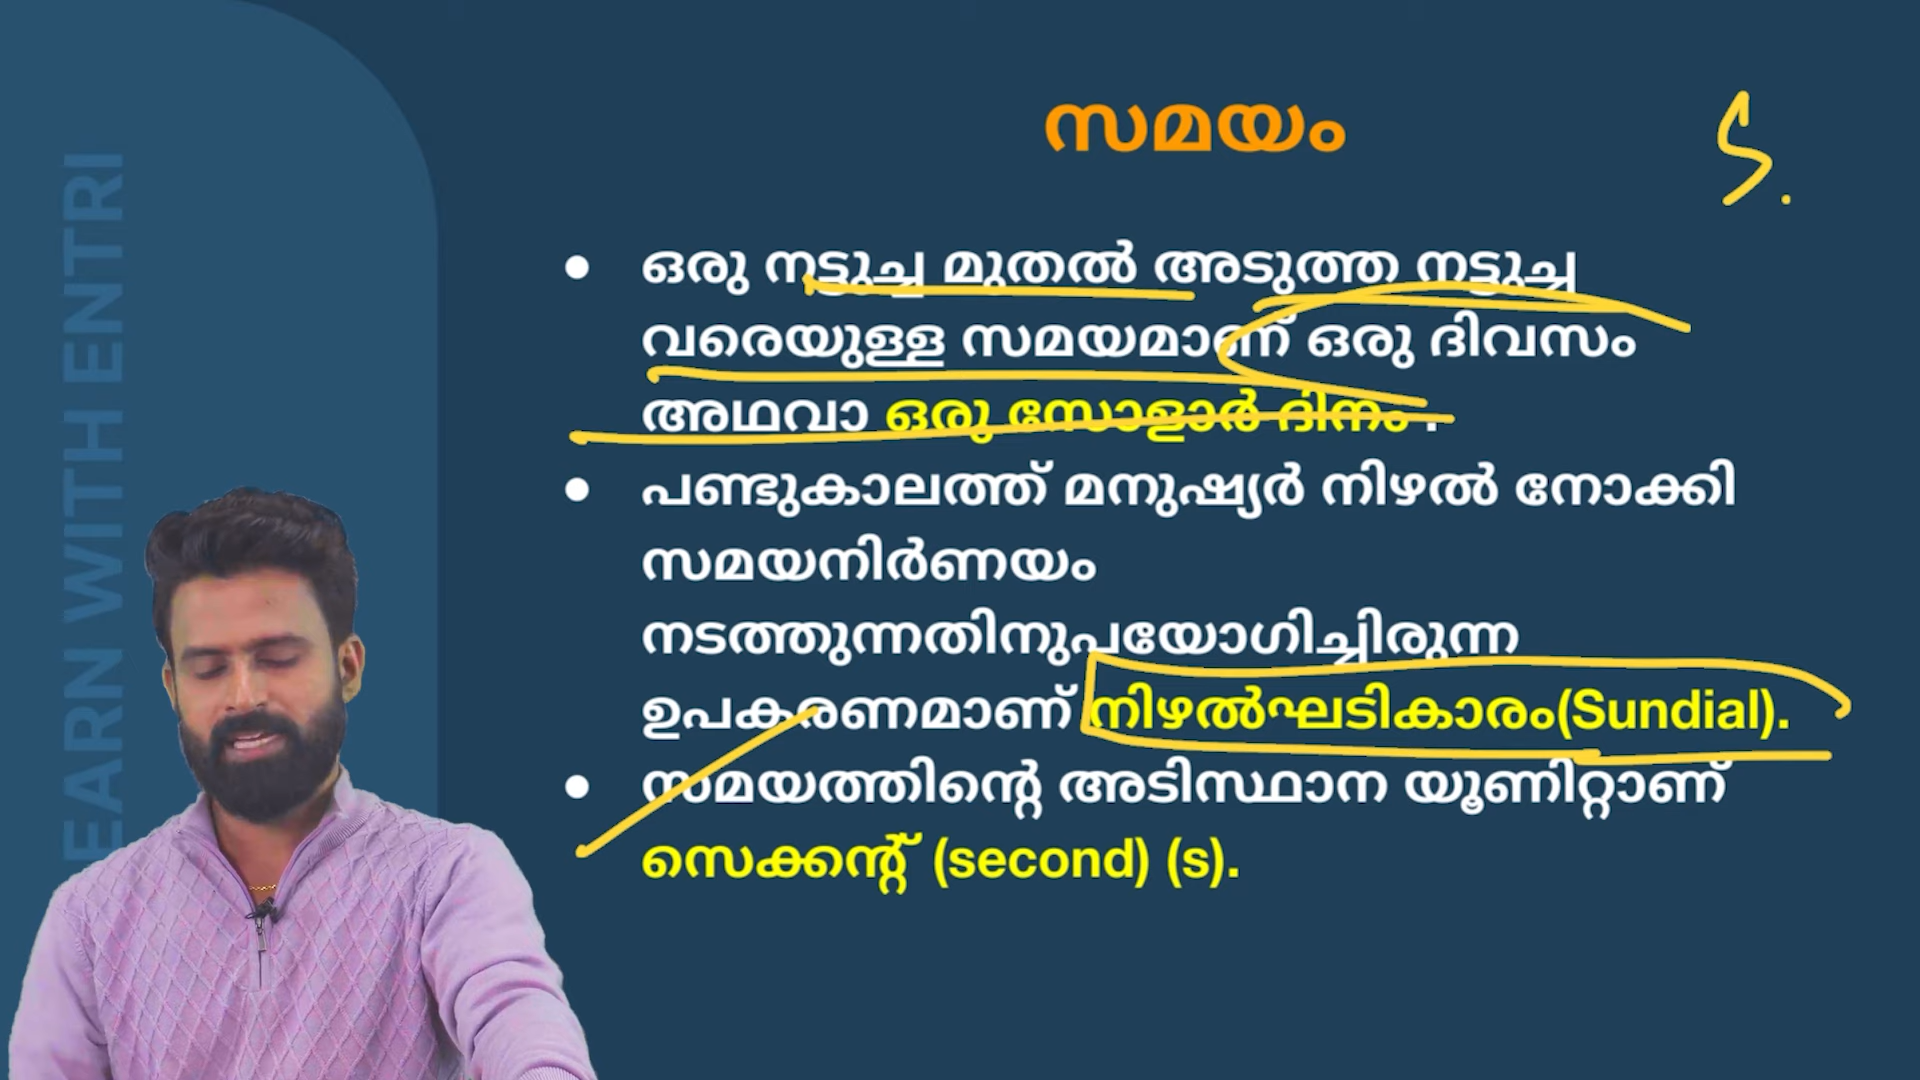 EARN WITH ENTRI
സമയം
S.
ഒരു നട്ടുച്ച മുതൽ അടുത്ത നട്ടുച്ച
വരെയുള്ള സമയമാണ് ഒരു ദിവസം
അഥവാ ഒരു സോളാർ ദിനം .
പണ്ടുകാലത്ത് മനുഷ്യർ നിഴൽ നോക്കി
സമയനിർണയം
നടത്തുന്നതിനുപയോഗിച്ചിരുന്ന
ഉപകരണമാണ് നിഴൽഘടികാരം(Sundial).
സമയത്തിന്റെ അടിസ്ഥാന യൂണിറ്റാണ്
സെക്കന്റ് (second) (s).